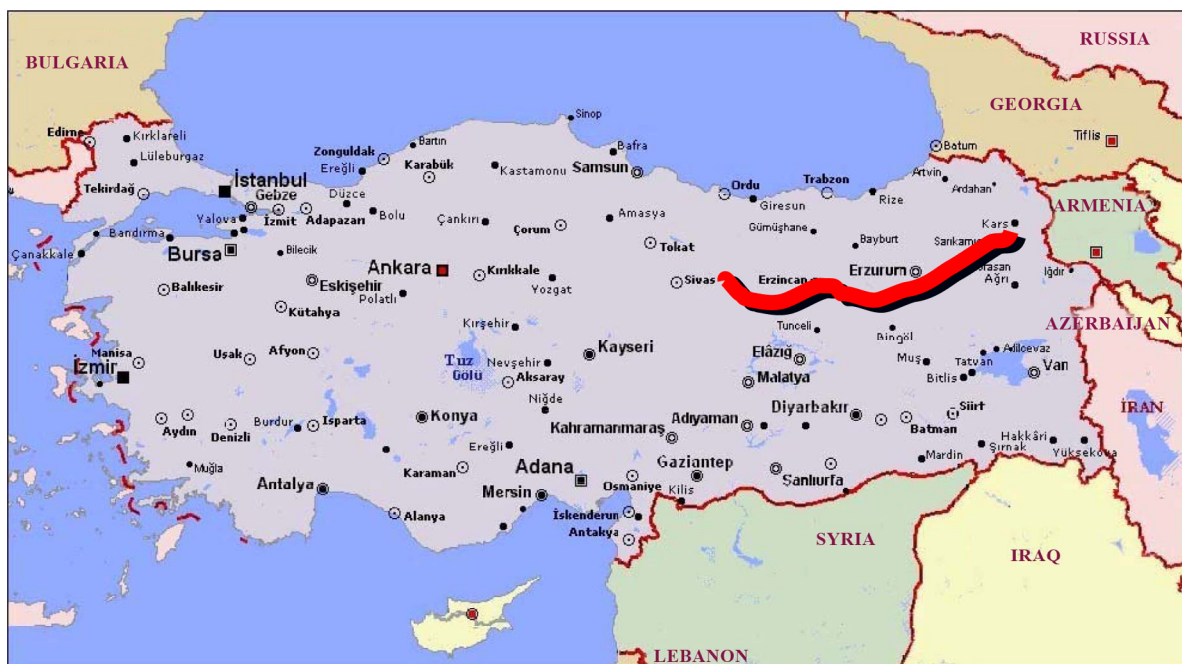 RUSSIA
BULGARIA
GEORGIA
Sinop
Edirne
Kırklareli
Bartın
Tiflis
Zonguldak
Bafra
Batum
Lüleburgaz
Ereğli
Karabük
Kastamonu
Samsun
Artvin
Ardahan
İstanbul
Tekirdağ
Gebze
Düzce
Ordu
Trabzon
Giresun
Rize
ARMENIA
Yalova
İzmit
Adapazarı
Bolu
Çankırı
Amasya
Kars
Bandırma
Çorum
Gümüşhane
Çanakkale
Bursa
Bilecik
Tokat
Bayburt
Sarıkamış
Ankara
Kırıkkale
Sivas
Erzincan
Erzurum
Iğdır
Balıkesir
Eskişehir
Polatlı
Yozgat
Ağrı
Kütahya
Kırşehir
Tunceli
Bingöl
AZERBAIJAN
Manisa
Uşak
Afyon
Tuz
Gölü
Nevşehir
Kayseri
Elâzığ
Muş
Tatvan
Adilcevaz
İzmir
Aksaray
Malatya
Bitlis
Van
Niğde
Aydın
Denizli
Burdur
Isparta
Konya
Kahramanmaraş
Adıyaman
Diyarbakır
Batman
Siirt
İRAN
Muğla
Karaman
Ereğli
Adana
Gaziantep
Mardin
Şırnak
Hakkâri
Yüksekova
Antalya
Mersin
Osmaniye
Kilis
Şanlıurfa
Alanya
İskenderun
Antakya
SYRIA
IRAQ
LEBANON